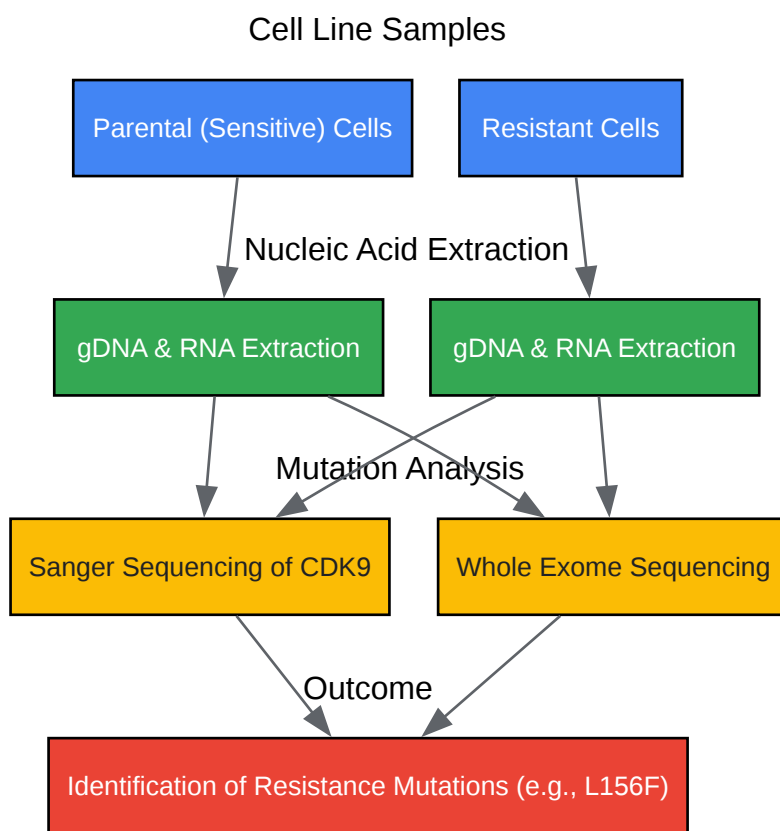 Cell Line Samples
Parental (Sensitive) Cells
Resistant Cells
Nucleic Acid Extraction
gDNA & RNA Extraction
gDNA & RNA Extraction
Mutation Analysis
Sanger Sequencing of CDK9
Whole Exome Sequencing
Outcome
Identification of Resistance Mutations (e.g., L156F)